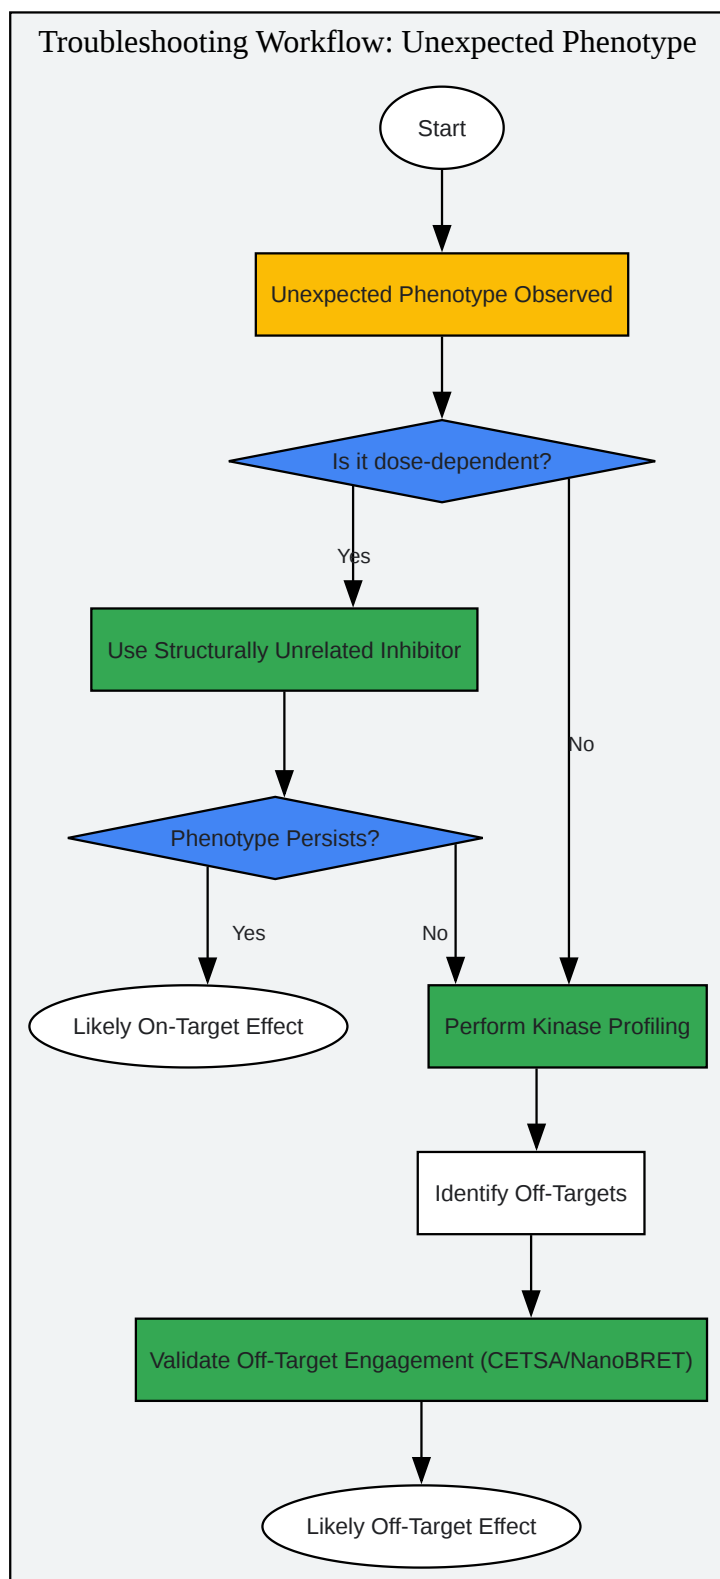 Troubleshooting Workflow: Unexpected Phenotype
Start
Unexpected Phenotype Observed
Is it dose-dependent?
Yes
Use Structurally Unrelated Inhibitor
No
Phenotype Persists?
Yes
No
Likely On-Target Effect
Perform Kinase Profiling
Identify Off-Targets
Validate Off-Target Engagement (CETSA/NanoBRET)
Likely Off-Target Effect